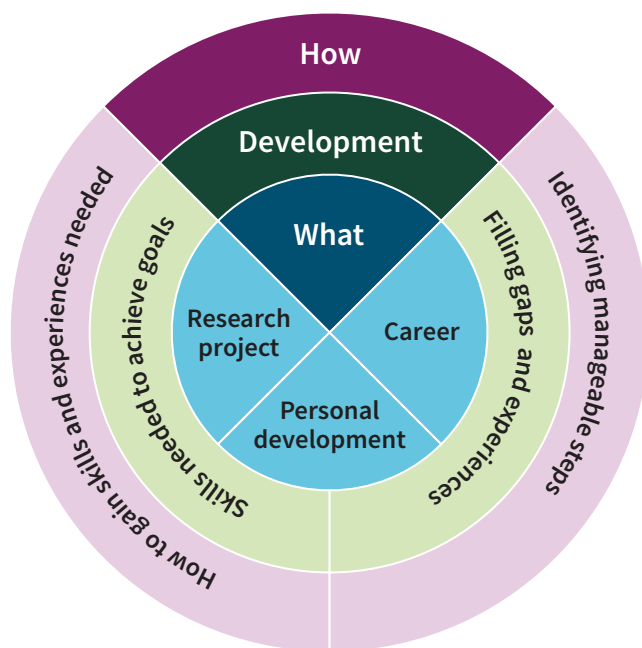 How
Development
What
Research
project
Career
Personal
development
Skills needed to achieve goals
Filling gaps and experiences
How to gain skills and experiences needed
Identifying manageable steps